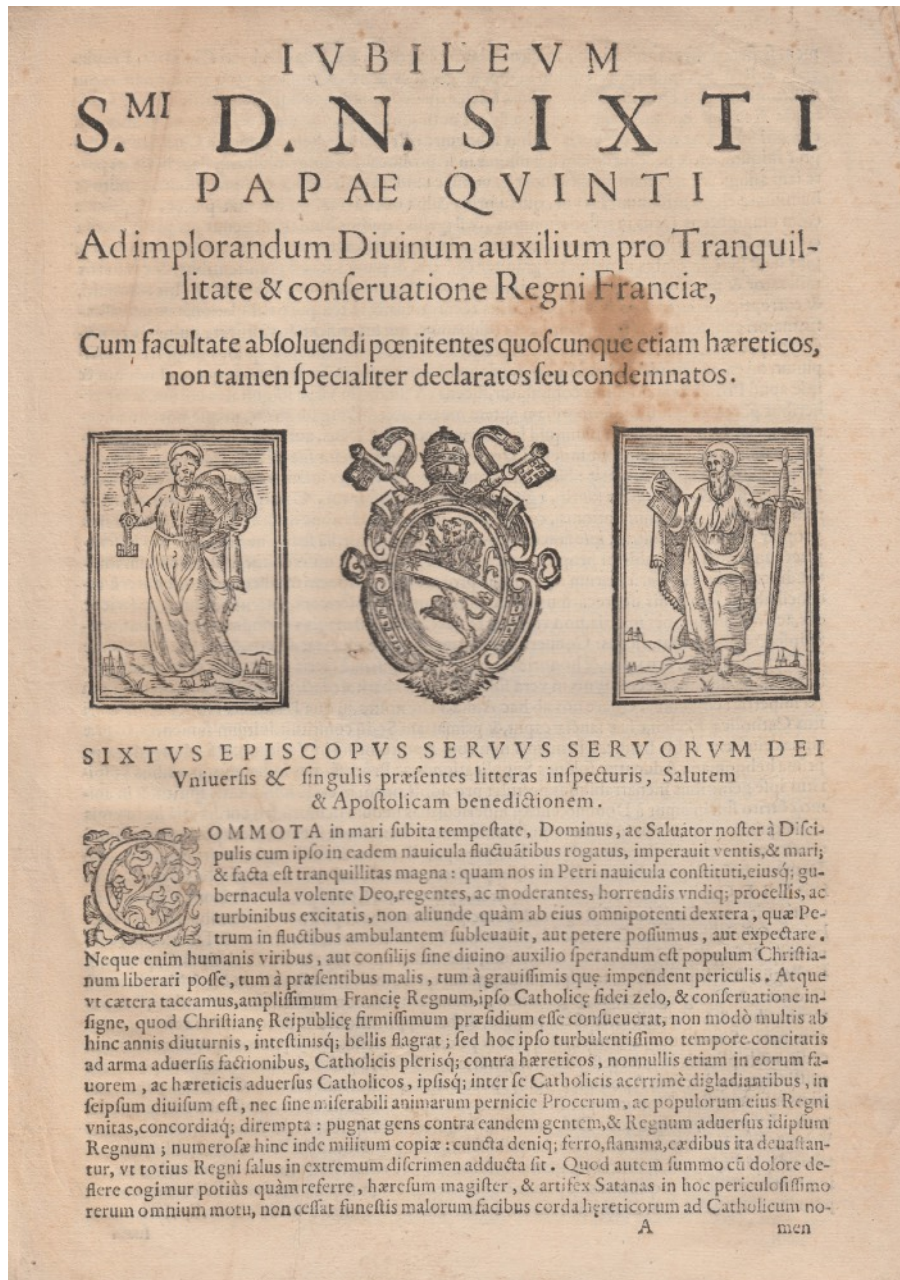 IVBILEVM
S.MI D. N. SIXTI
PAPAE QVINTI
Ad implorandum Diuinum auxilium pro Tranquil-
litate & conſeruatione Regni Franciæ,
Cum facultate abſoluendi pœnitentes quoſcunque etiam hæreticos,
non tamen ſpecialiter declaratos ſeu condemnatos.
SIXTVS EPISCOPVS SERVVS SERVORVM DEI
Vniuerſis & ſingulis præſentes litteras inſpecturis, Salutem
& Apoſtolicam benedictionem.
COMMOTA in mari ſubita tempeſtate, Dominus, ac Saluator noſter à Diſci-
pulis cum ipſo in eadem nauicula fluctuãtibus rogatus, imperauit ventis,& mari;
& facta eſt tranquillitas magna: quam nos in Petri nauicula conſtituti,eiusq; gu-
bernacula volente Deo,regentes, ac moderantes, horrendis vndiq; procellis, ac
turbinibus excitatis, non aliunde quàm ab eius omnipotenti dextera, quæ Pe-
trum in fluctibus ambulantem ſubleuauit, aut petere poſſumus, aut expectare.
Neque enim humanis viribus, aut conſilijs ſine diuino auxilio ſperandum eſt populum Chriſtia-
num liberari poſſe, tum à præſentibus malis, tum à grauiſſimis quę impendent periculis. Atque
vt cætera taceamus,ampliſſimum Francię Regnum,ipſo Catholicę fidei zelo, & conſeruatione in-
ſigne, quod Chriſtianę Reipublicę firmiſſimum præſidium eſſe conſueuerat, non modò multis ab
hinc annis diuturnis, inteſtinisq; bellis flagrat; ſed hoc ipſo turbulentiſſimo tempore concitatis
ad arma aduerſis factionibus, Catholicis pleriſq; contra hæreticos, nonnullis etiam in eorum fa-
uorem, ac hæreticis aduerſus Catholicos, ipſisq; inter ſe Catholicis acerrimè digladiantibus, in
ſeipſum diuiſum eſt, nec ſine miſerabili animarum pernicie Procerum, ac populorum eius Regni
vnitas,concordiaq; dirempta: pugnat gens contra eandem gentem,& Regnum aduerſus idipſum
Regnum; numeroſæ hinc inde militum copiæ: cuncta deniq; ferro,flamma,cædibus ita deuaſtan-
tur, vt totius Regni ſalus in extremum diſcrimen adducta ſit. Quod autem ſummo cũ dolore de-
flere cogimur potiùs quàm referre, hæreſum magiſter, & artifex Satanas in hoc periculoſiſſimo
rerum omnium motu, non ceſſat funeſtis malorum facibus corda hęreticorum ad Catholicum no-
A men